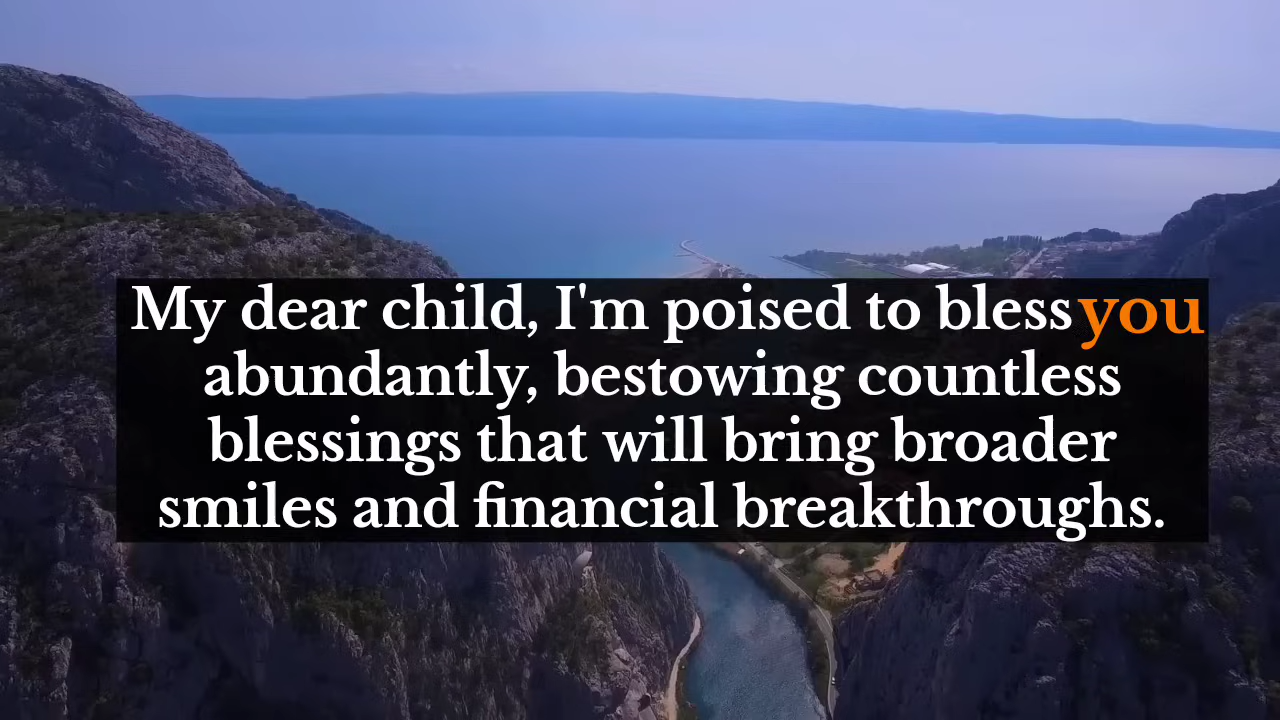 My dear child, I'm poised to bless you
abundantly, bestowing countless
blessings that will bring broader
smiles and financial breakthroughs.